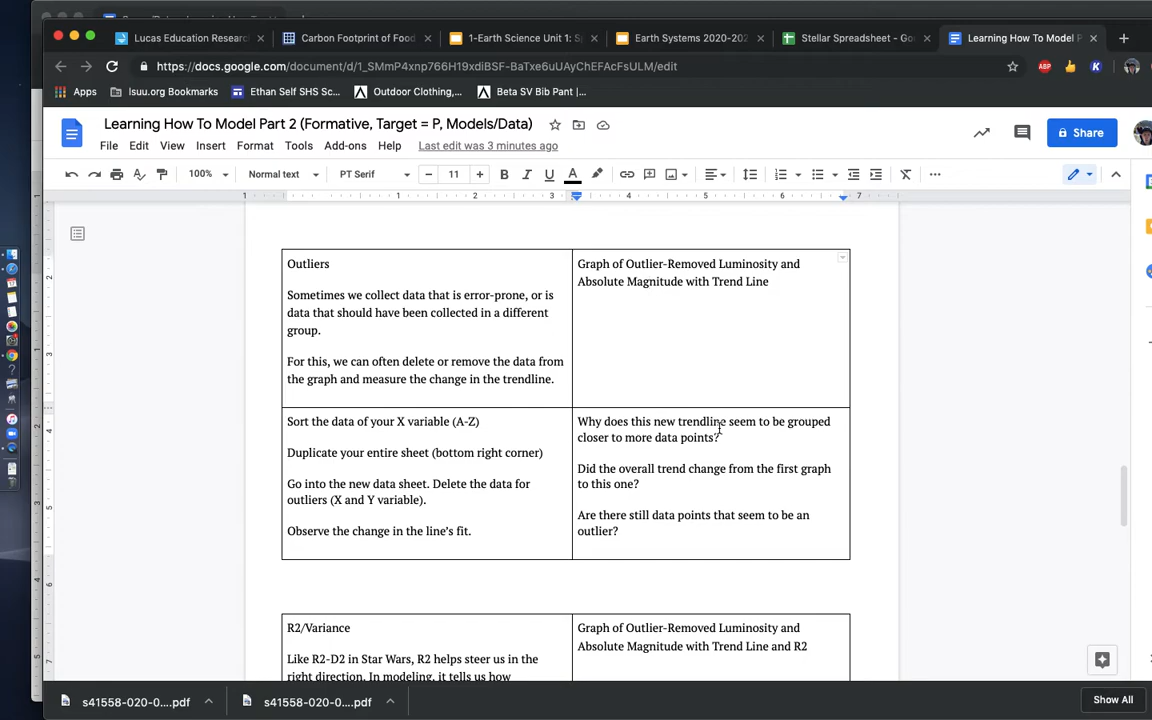 Lucas Education Resear
Carbon Footprint of Food
1-Earth Science Unit 1: S
Earth Systems 2020-202
Stellar Spreadsheet - Go
Learning How To Model P
https://docs.google.com/document/d/1_SMmP4xnp766H19xdiBSF-BaTxe6uUAyChEFAcFsULM/edit
ABP
K
Apps
lsuu.org Bookmarks
Ethan Self SHS Sc...
Outdoor Clothing,...
Beta SV Bib Pant |...
Learning How To Model Part 2 (Formative, Target = P, Models/Data)
File Edit View Insert Format Tools Add-ons Help Last edit was 3 minutes ago
Share
100% Normal text PT Serif - 11 + B I U A
1 1 2 3 4 5 6 7
Outliers
Sometimes we collect data that is error-prone, or is
data that should have been collected in a different
group.
For this, we can often delete or remove the data from
the graph and measure the change in the trendline.
Graph of Outlier-Removed Luminosity and
Absolute Magnitude with Trend Line
Sort the data of your X variable (A-Z)
Duplicate your entire sheet (bottom right corner)
Go into the new data sheet. Delete the data for
outliers (X and Y variable).
Observe the change in the line's fit.
Why does this new trendline seem to be grouped
closer to more data points?
Did the overall trend change from the first graph
to this one?
Are there still data points that seem to be an
outlier?
R2/Variance
Like R2-D2 in Star Wars, R2 helps steer us in the
right direction. In modeling, it tells us how
Graph of Outlier-Removed Luminosity and
Absolute Magnitude with Trend Line and R2
s41558-020-0....pdf
s41558-020-0....pdf
Show All